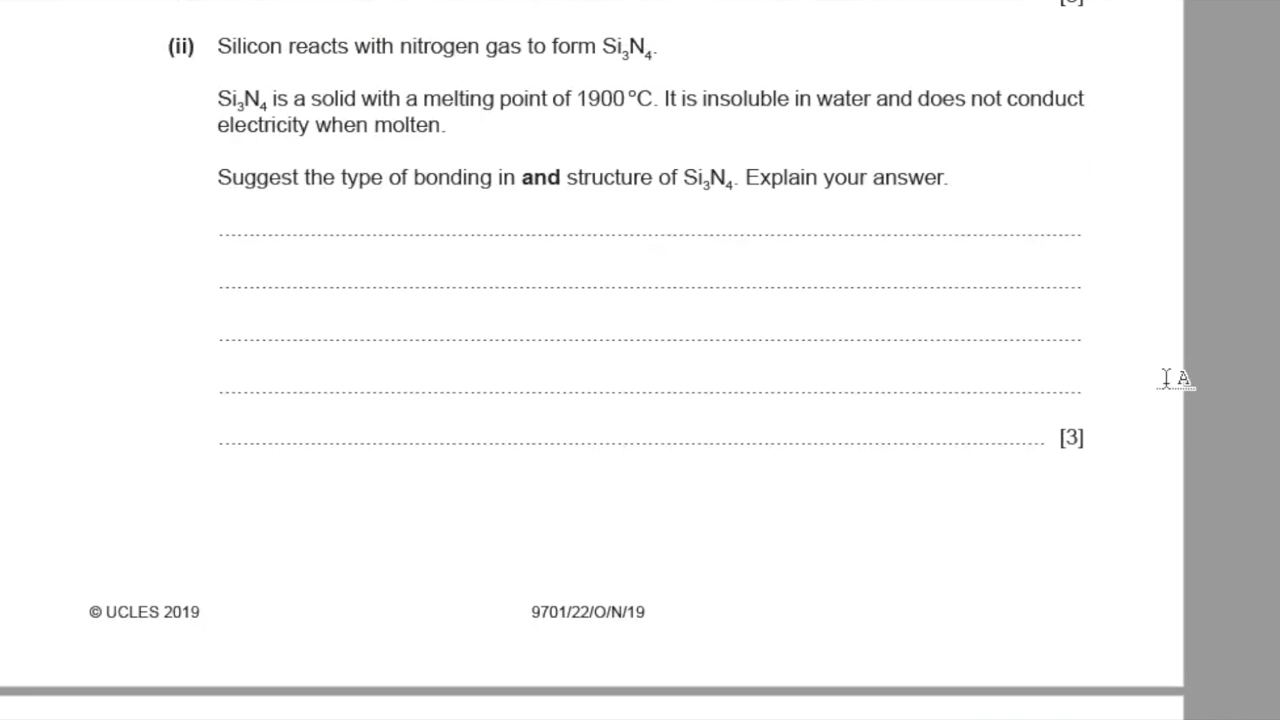 (ii) Silicon reacts with nitrogen gas to form Si₃N₄.
Si₃N₄ is a solid with a melting point of 1900 °C. It is insoluble in water and does not conduct
electricity when molten.
Suggest the type of bonding in and structure of Si₃N₄. Explain your answer.
[3]
© UCLES 2019 9701/22/O/N/19